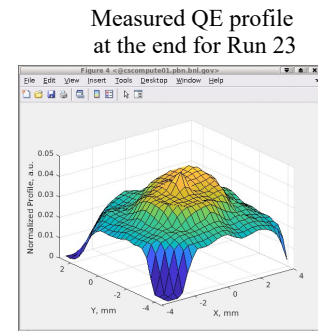 Measured QE profile
at the end for Run 23
Figure 4 <@cscompute01.pbn.bnl.gov>
File Edit View Insert Tools Desktop Window Help
Normalized Profile, a.u.
0.05
0.04
0.03
0.02
0.01
0
2
0
-2
-4
Y, mm
-4
-2
0
2
4
X, mm